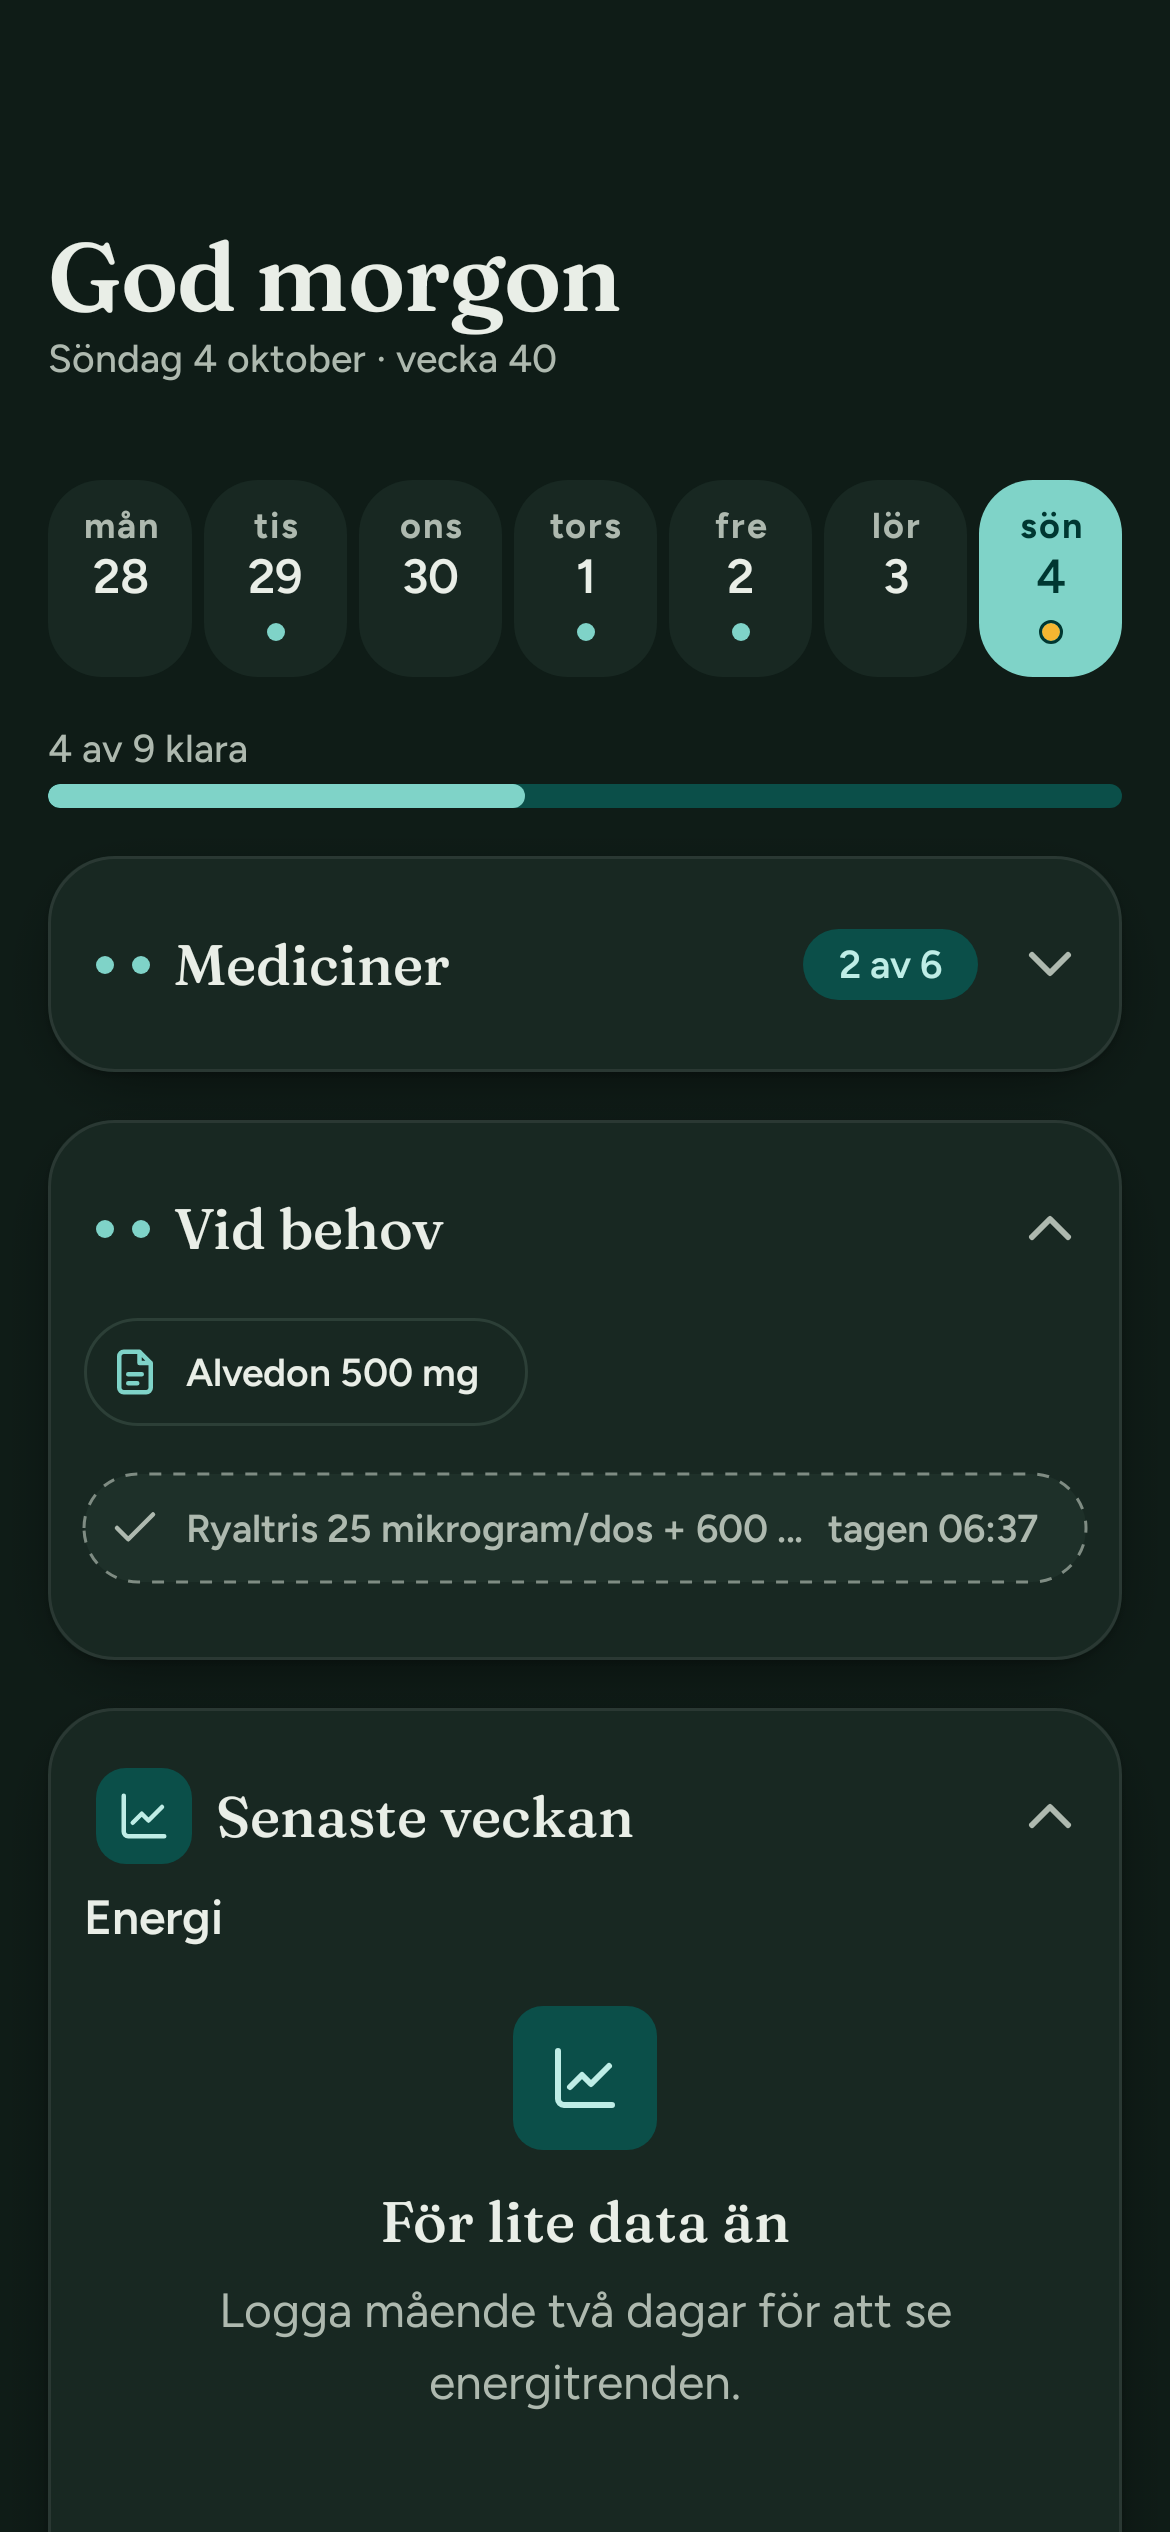 God morgon
Söndag 4 oktober · vecka 40
mån tis ons tors fre lör sön
28 29 30 1 2 3 4
4 av 9 klara
Mediciner 2 av 6
Vid behov
Alvedon 500 mg
Ryaltris 25 mikrogram/dos + 600 ... tagen 06:37
Senaste veckan
Energi
För lite data än
Logga mående två dagar för att se
energitrenden.